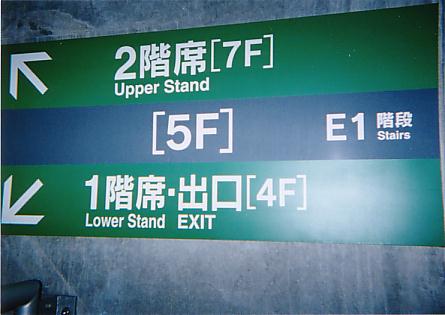 2階席[7F]
Upper Stand
[5F] E1 階段
Stairs
1階席·出口[4F]
Lower Stand EXIT